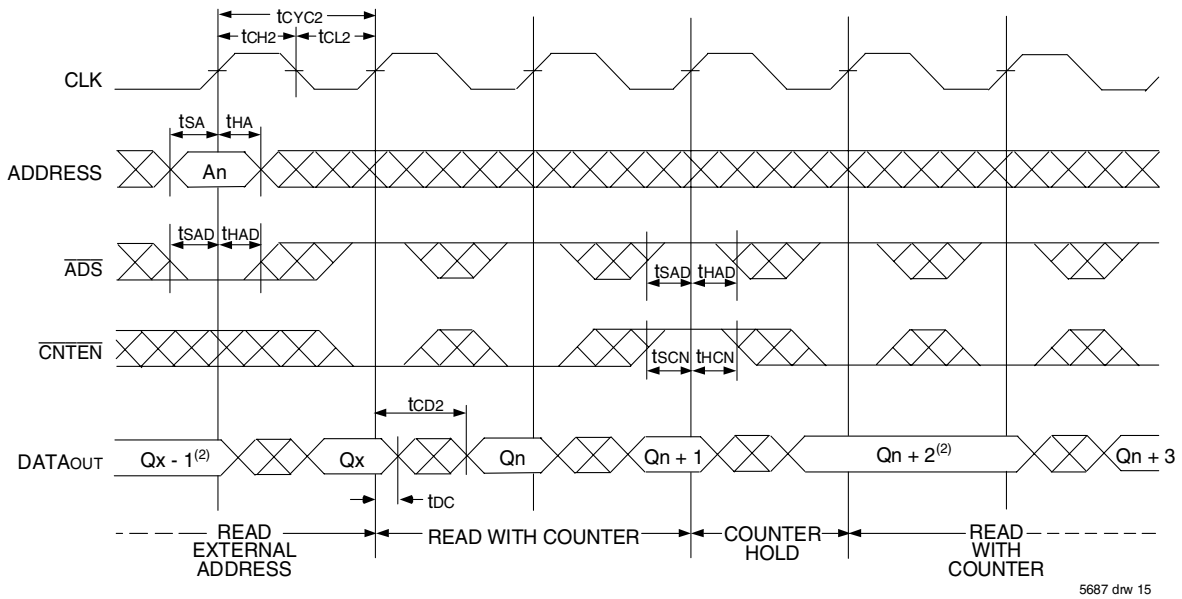 tCYC2
tCH2 tCL2
CLK
tSA tHA
ADDRESS An
tSAD tHAD
ADS
tSAD tHAD
CNTEN
tSCN tHCN
tCD2
DATAOUT Qx - 1(2) Qx Qn Qn + 1 Qn + 2(2) Qn + 3
tDC
READ EXTERNAL ADDRESS
READ WITH COUNTER
COUNTER HOLD
READ WITH COUNTER
5687 drw 15